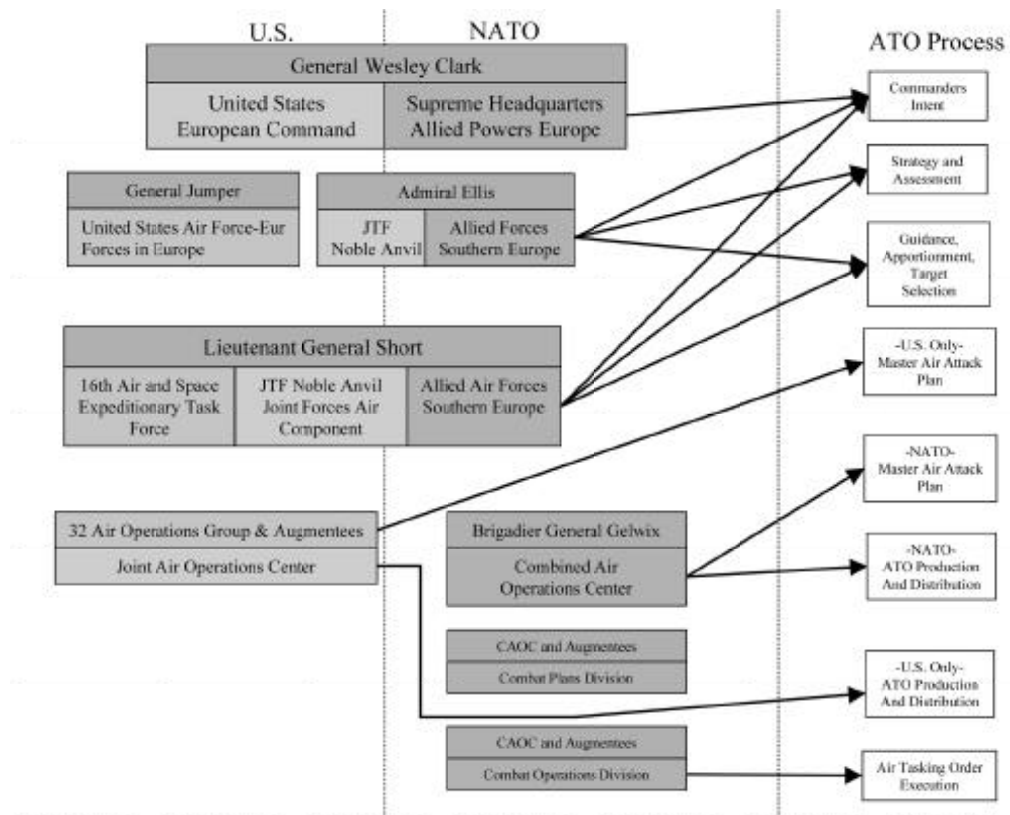 U.S.
NATO
ATO Process
General Wesley Clark
United States
European Command
Supreme Headquarters
Allied Powers Europe
Commanders
Intent
General Jumper
United States Air Force-Eur
Forces in Europe
Admiral Ellis
JTF
Noble Anvil
Allied Forces
Southern Europe
Strategy and
Assessment
Guidance,
Apportionment,
Target
Selection
Lieutenant General Short
16th Air and Space
Expeditionary Task
Force
JTF Noble Anvil
Joint Forces Air
Component
Allied Air Forces
Southern Europe
-U.S. Only-
Master Air Attack
Plan
-NATO-
Master Air Attack
Plan
32 Air Operations Group & Augmentees
Joint Air Operations Center
Brigadier General Gelwix
Combined Air
Operations Center
-NATO-
ATO Production
And Distribution
CAOC and Augmentees
Combat Plans Division
-U.S. Only-
ATO Production
And Distribution
CAOC and Augmentees
Combat Operations Division
Air Tasking Order
Execution